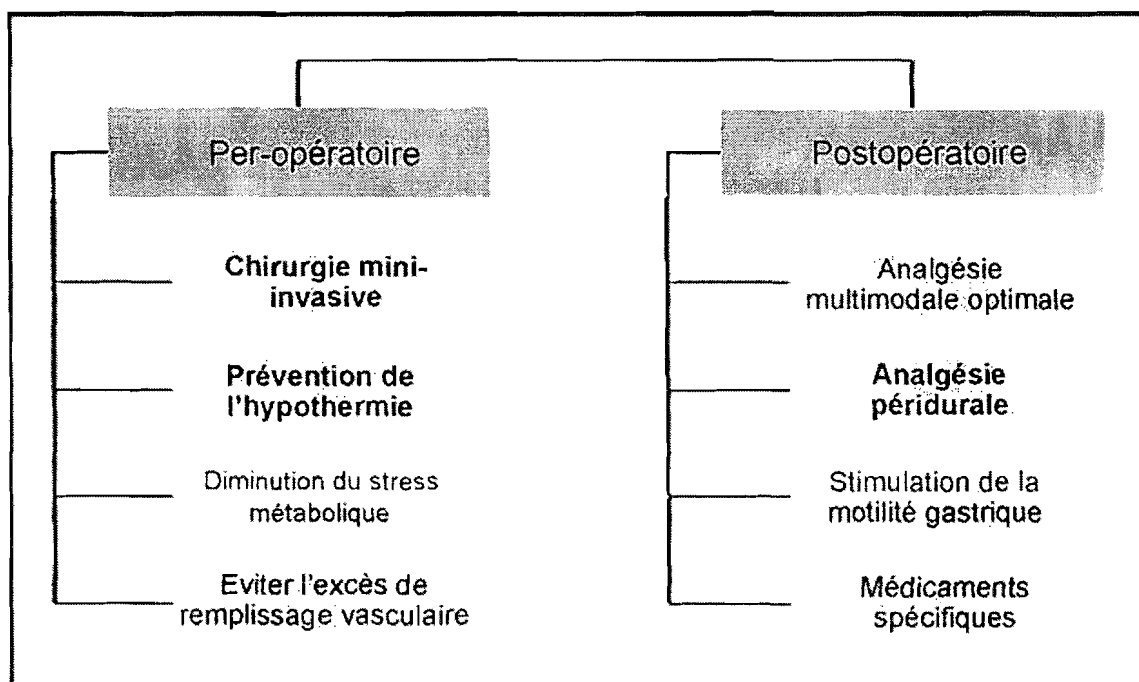 Per-opératoire
Chirurgie mini-
invasive
Prévention de
l'hypothermie
Diminution du stress
métabolique
Eviter l'excès de
remplissage vasculaire
Postopératoire
Analgésie
multimodale optimale
Analgésie
péridurale
Stimulation de la
motilité gastrique
Médicaments
spécifiques